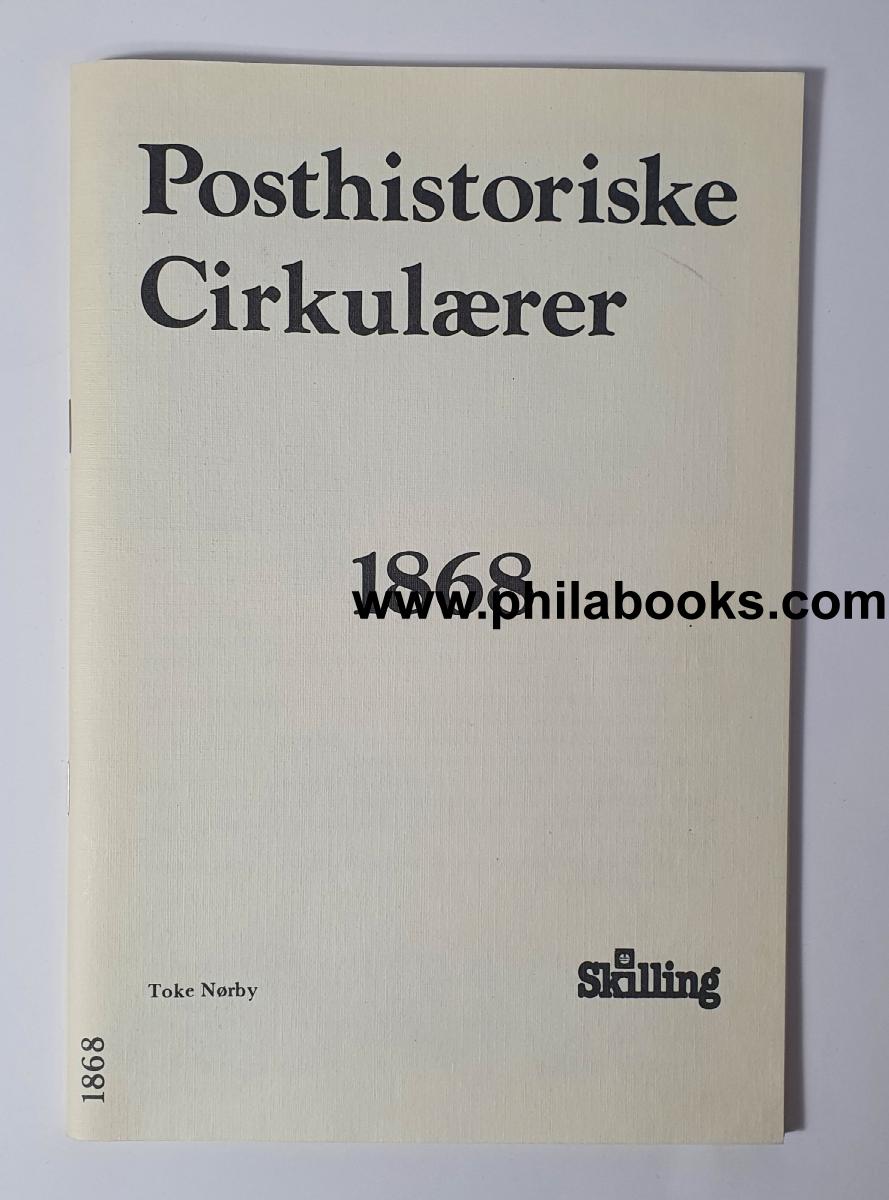 Posthistoriske
Cirkulærer
1868
www.philabooks.com
Toke Nørby
Skilling
1868